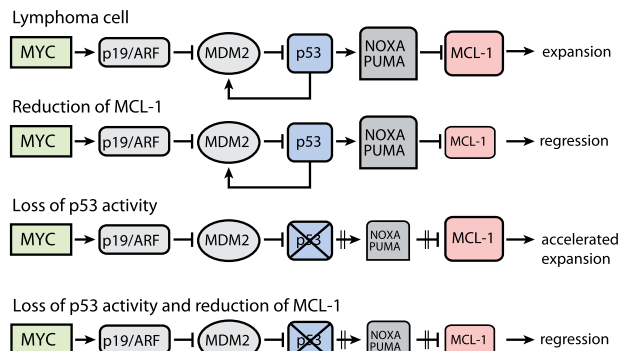 Lymphoma cell
MYC p19/ARF MDM2 p53 NOXA PUMA MCL-1 expansion
Reduction of MCL-1
MYC p19/ARF MDM2 p53 NOXA PUMA MCL-1 regression
Loss of p53 activity
MYC p19/ARF MDM2 p53 NOXA PUMA MCL-1 accelerated expansion
Loss of p53 activity and reduction of MCL-1
MYC p19/ARF MDM2 p53 NOXA PUMA MCL-1 regression